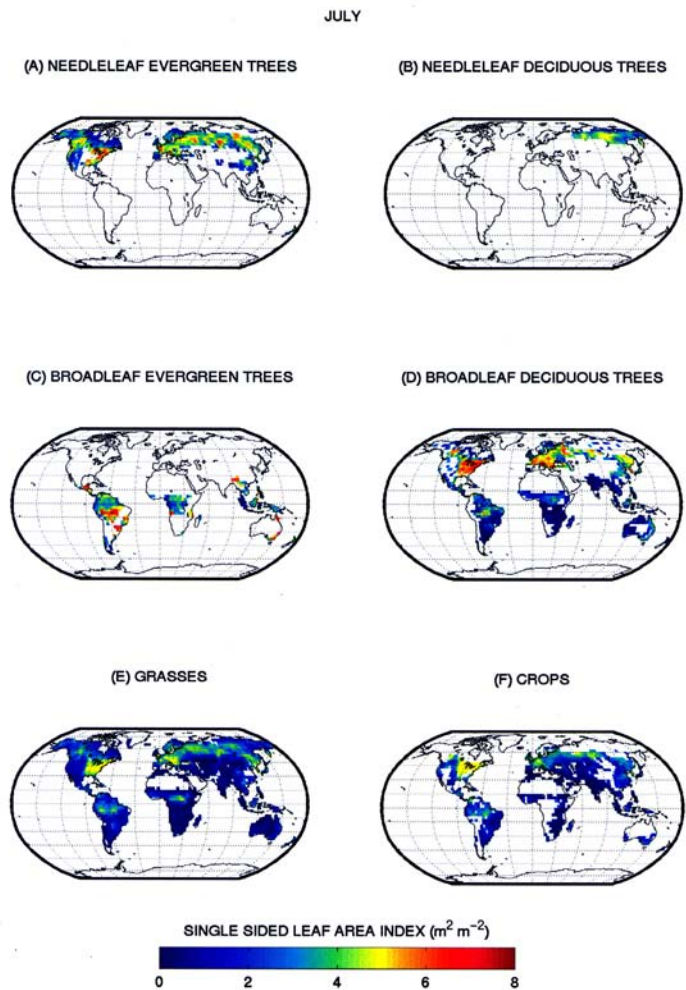 JULY
(A) NEEDLELEAF EVERGREEN TREES
(B) NEEDLELEAF DECIDUOUS TREES
(C) BROADLEAF EVERGREEN TREES
(D) BROADLEAF DECIDUOUS TREES
(E) GRASSES
(F) CROPS
SINGLE SIDED LEAF AREA INDEX (m² m⁻²)
0 2 4 6 8